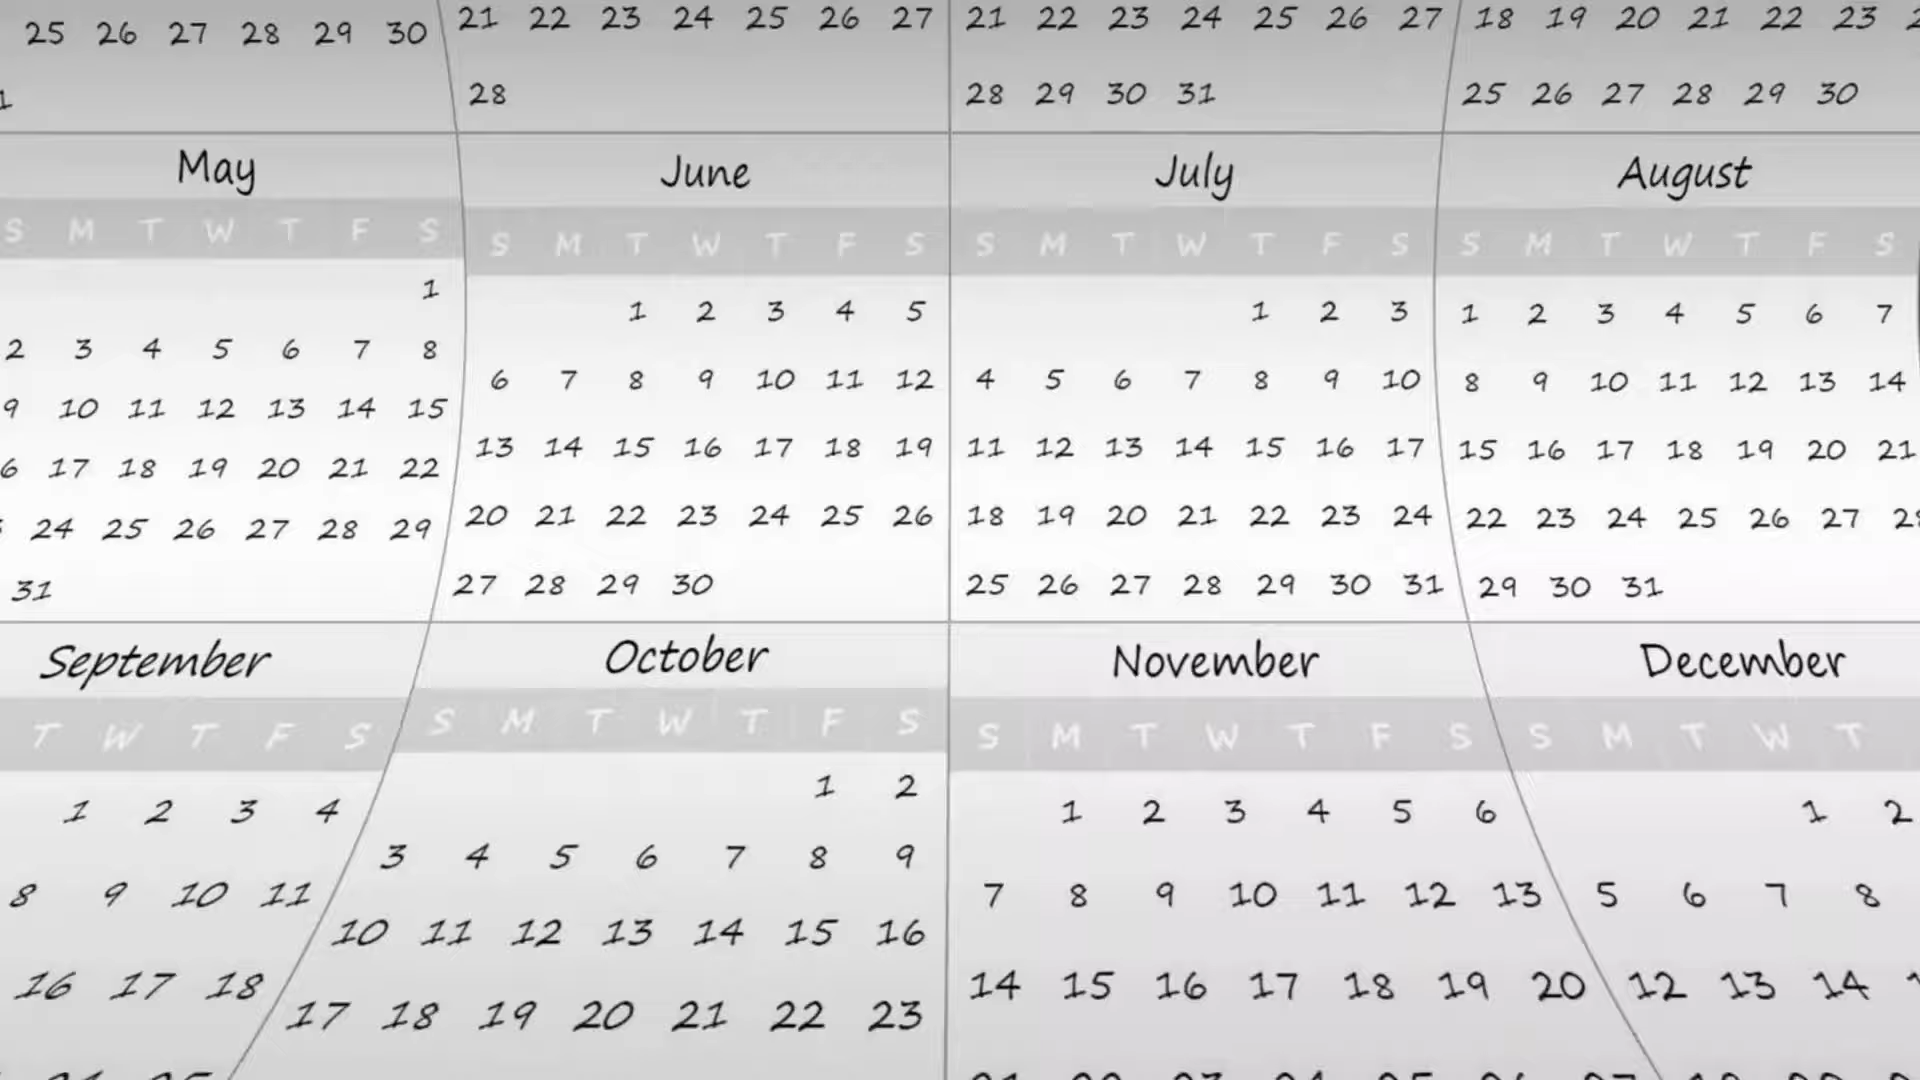 25 26 27 28 29 30
21 22 23 24 25 26 27
28
21 22 23 24 25 26 27
28 29 30 31
18 19 20 21 22 23
25 26 27 28 29 30
May
S M T W T F S
1
2 3 4 5 6 7 8
9 10 11 12 13 14 15
6 17 18 19 20 21 22
24 25 26 27 28 29
31
June
S M T W T F S
1 2 3 4 5
6 7 8 9 10 11 12
13 14 15 16 17 18 19
20 21 22 23 24 25 26
27 28 29 30
July
S M T W T F S
1 2 3
4 5 6 7 8 9 10
11 12 13 14 15 16 17
18 19 20 21 22 23 24
25 26 27 28 29 30 31
August
S M T W T F S
1 2 3 4 5 6 7
8 9 10 11 12 13 14
15 16 17 18 19 20 21
22 23 24 25 26 27
29 30 31
September
T W T F S
1 2 3 4
8 9 10 11
16 17 18
October
S M T W T F S
1 2
3 4 5 6 7 8 9
10 11 12 13 14 15 16
17 18 19 20 21 22 23
November
S M T W T F S
1 2 3 4 5 6
7 8 9 10 11 12 13
14 15 16 17 18 19 20
December
S M T W T
1 2
5 6 7 8
12 13 14